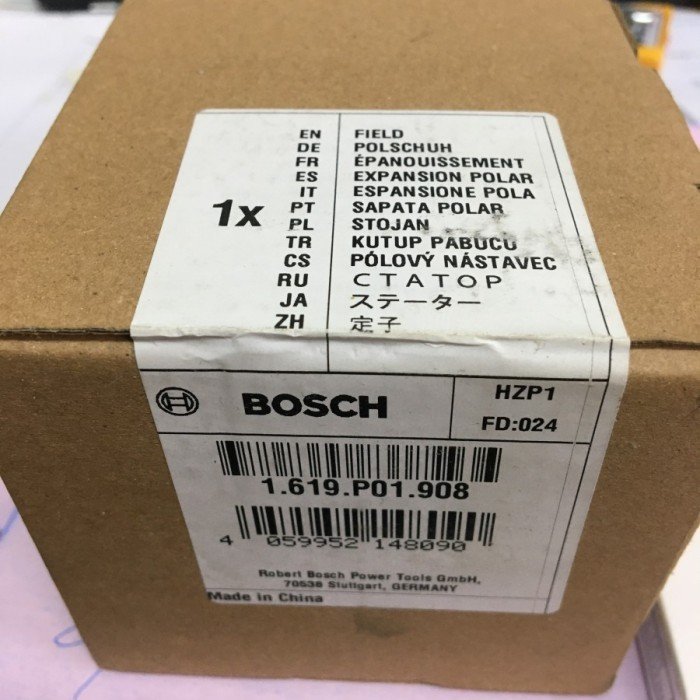 1x
EN FIELD
DE POLSCHUH
FR ÉPANOUISSEMENT
ES EXPANSION POLAR
IT ESPANSIONE POLA
PT SAPATA POLAR
PL STOJAN
TR KUTUP PABUCU
CS PÓLOVÝ NÁSTAVEC
RU СТАТОР
JA ステーター
ZH 定子
BOSCH
HZP1
FD:024
1.619.P01.908
4 059952 148090
Robert Bosch Power Tools GmbH,
70538 Stuttgart, GERMANY
Made in China